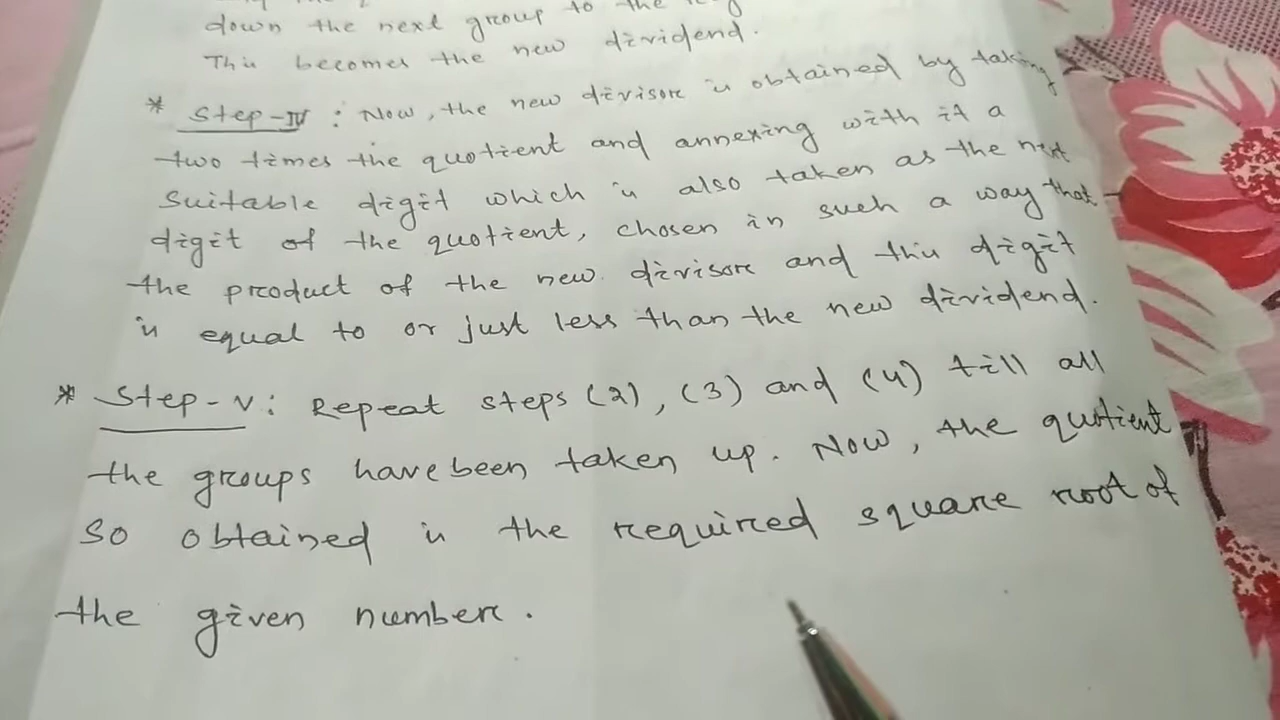 down the next group to the
This becomes the new dividend.
* Step-IV : Now, the new divisor is obtained by taking
two times the quotient and annexing with it a
suitable digit which is also taken as the next
digit of the quotient, chosen in such a way that
the product of the new divisor and this digit
is equal to or just less than the new dividend.
* Step-V : Repeat steps (2), (3) and (4) till all
the groups have been taken up. Now, the quotient
so obtained is the required square root of
the given number.